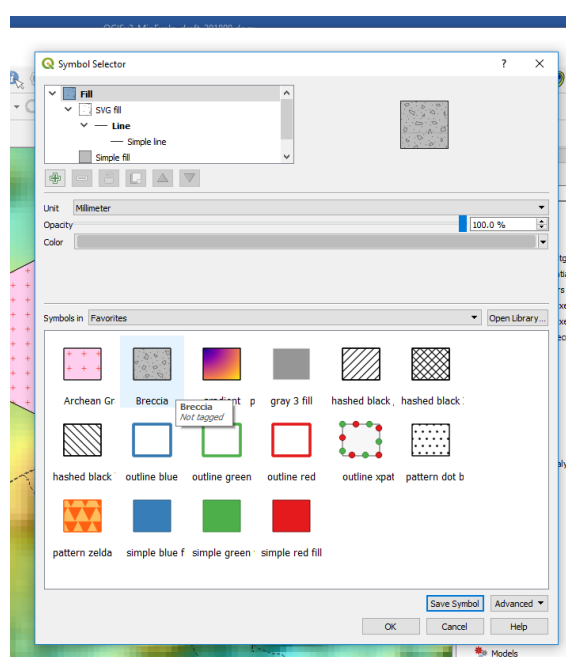 Symbol Selector
?
Fill
SVG fill
Line
Simple line
Simple fill
Unit Millimeter
Opacity 100.0 %
Color
Symbols in Favorites Open Library...
Archean Gr Breccia gradient p gray 3 fill hashed black , hashed black
Breccia
Not tagged
hashed black outline blue outline green outline red outline xpat pattern dot b
pattern zelda simple blue f simple green simple red fill
Save Symbol Advanced
OK Cancel Help
Models